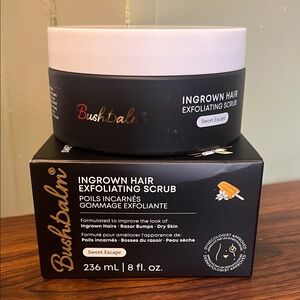 Bushbalm®
INGROWN HAIR
EXFOLIATING SCRUB
Sweet Escape
Bushbalm®
INGROWN HAIR
EXFOLIATING SCRUB
POILS INCARNÉS
GOMMAGE EXFOLIANTE
Formulated to improve the look of:
Ingrown Hairs • Razor Bumps • Dry Skin
Formulé pour améliorer l'apparence de:
Poils incarnés • Bosses du rasoir • Peau sèche
Sweet Escape
236 mL | 8 fl. oz.